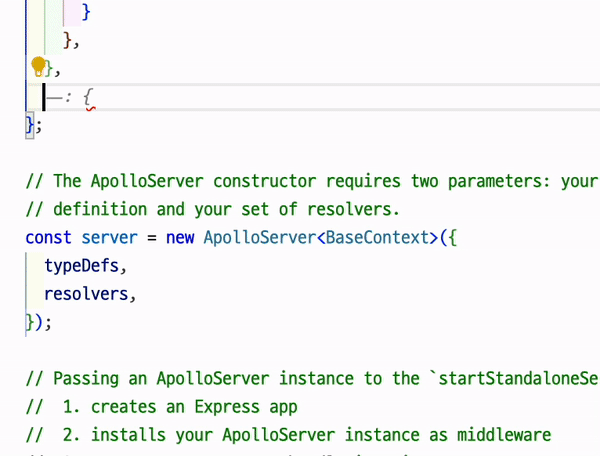 }
},
},
—: {
};
// The ApolloServer constructor requires two parameters: your
// definition and your set of resolvers.
const server = new ApolloServer<BaseContext>({
typeDefs,
resolvers,
});
// Passing an ApolloServer instance to the `startStandaloneSe
//  1. creates an Express app
//  2. installs your ApolloServer instance as middleware